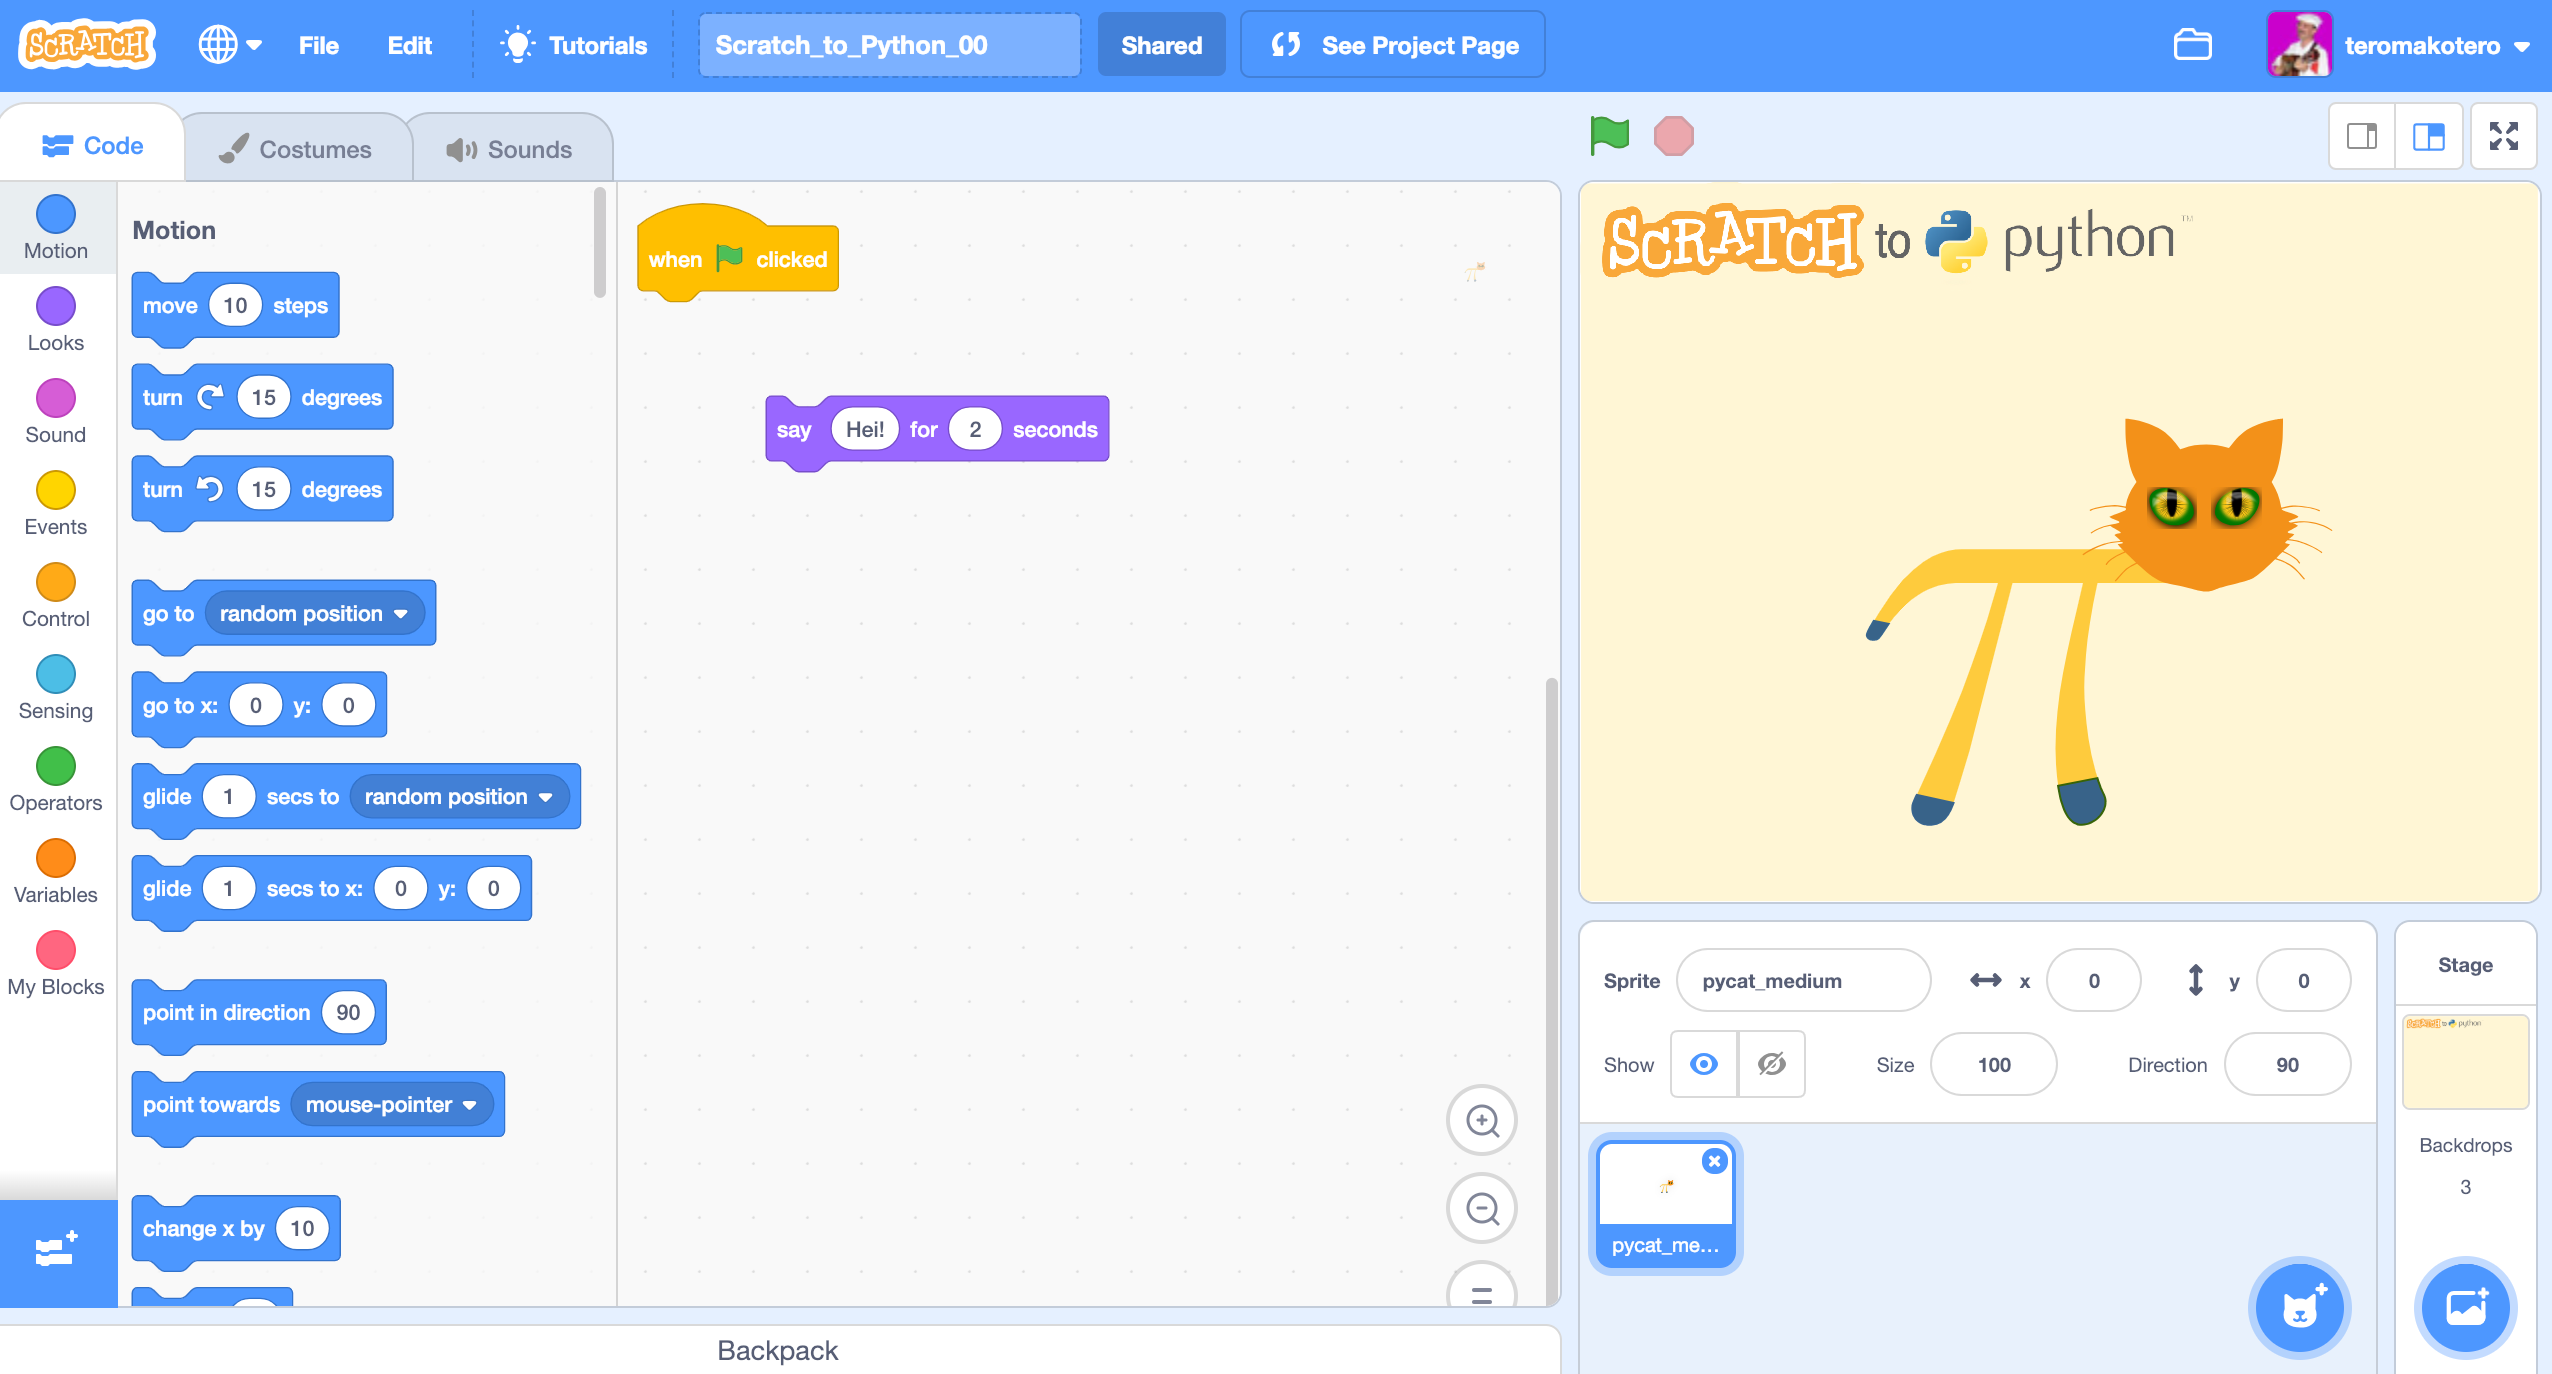 SCRATCH File Edit Tutorials Scratch_to_Python_00 Shared See Project Page teromakotero
Code Costumes Sounds
Motion
Looks
Sound
Events
Control
Sensing
Operators
Variables
My Blocks
Motion
move 10 steps
turn 15 degrees
turn 15 degrees
go to random position
go to x: 0 y: 0
glide 1 secs to random position
glide 1 secs to x: 0 y: 0
point in direction 90
point towards mouse-pointer
change x by 10
when clicked
say Hei! for 2 seconds
Backpack
SCRATCH to python™
Sprite pycat_medium x 0 y 0
Show Size 100 Direction 90
pycat_me...
Stage
SCRATCH to python
Backdrops
3